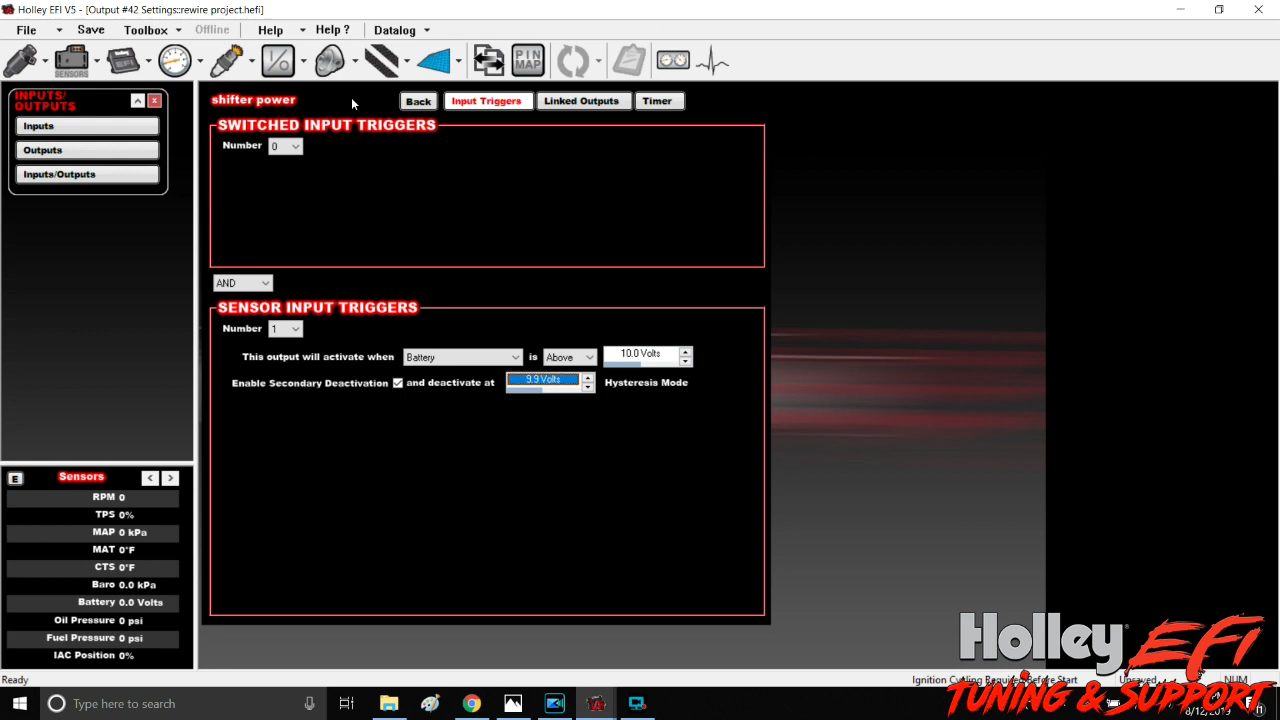 Holley EFI V5 - [Output #42 Settings::rewire project.hefi]
File Save Toolbox Offline Help Help ? Datalog
SENSORS EFI I/O PIN MAP
INPUTS/
OUTPUTS
Inputs
Outputs
Inputs/Outputs
shifter power Back Input Triggers Linked Outputs Timer
SWITCHED INPUT TRIGGERS
Number 0
AND
SENSOR INPUT TRIGGERS
Number 1
This output will activate when Battery is Above 10.0 Volts
Enable Secondary Deactivation and deactivate at 9.9 Volts Hysteresis Mode
E Sensors < >
RPM 0
TPS 0%
MAP 0 kPa
MAT 0°F
CTS 0°F
Baro 0.0 kPa
Battery 0.0 Volts
Oil Pressure 0 psi
Fuel Pressure 0 psi
IAC Position 0%
Holley EFI
TUNING & SUPPORT
Ready Ignition Cycling Required Before Start Unsaved NUM
Type here to search
8/12/2019